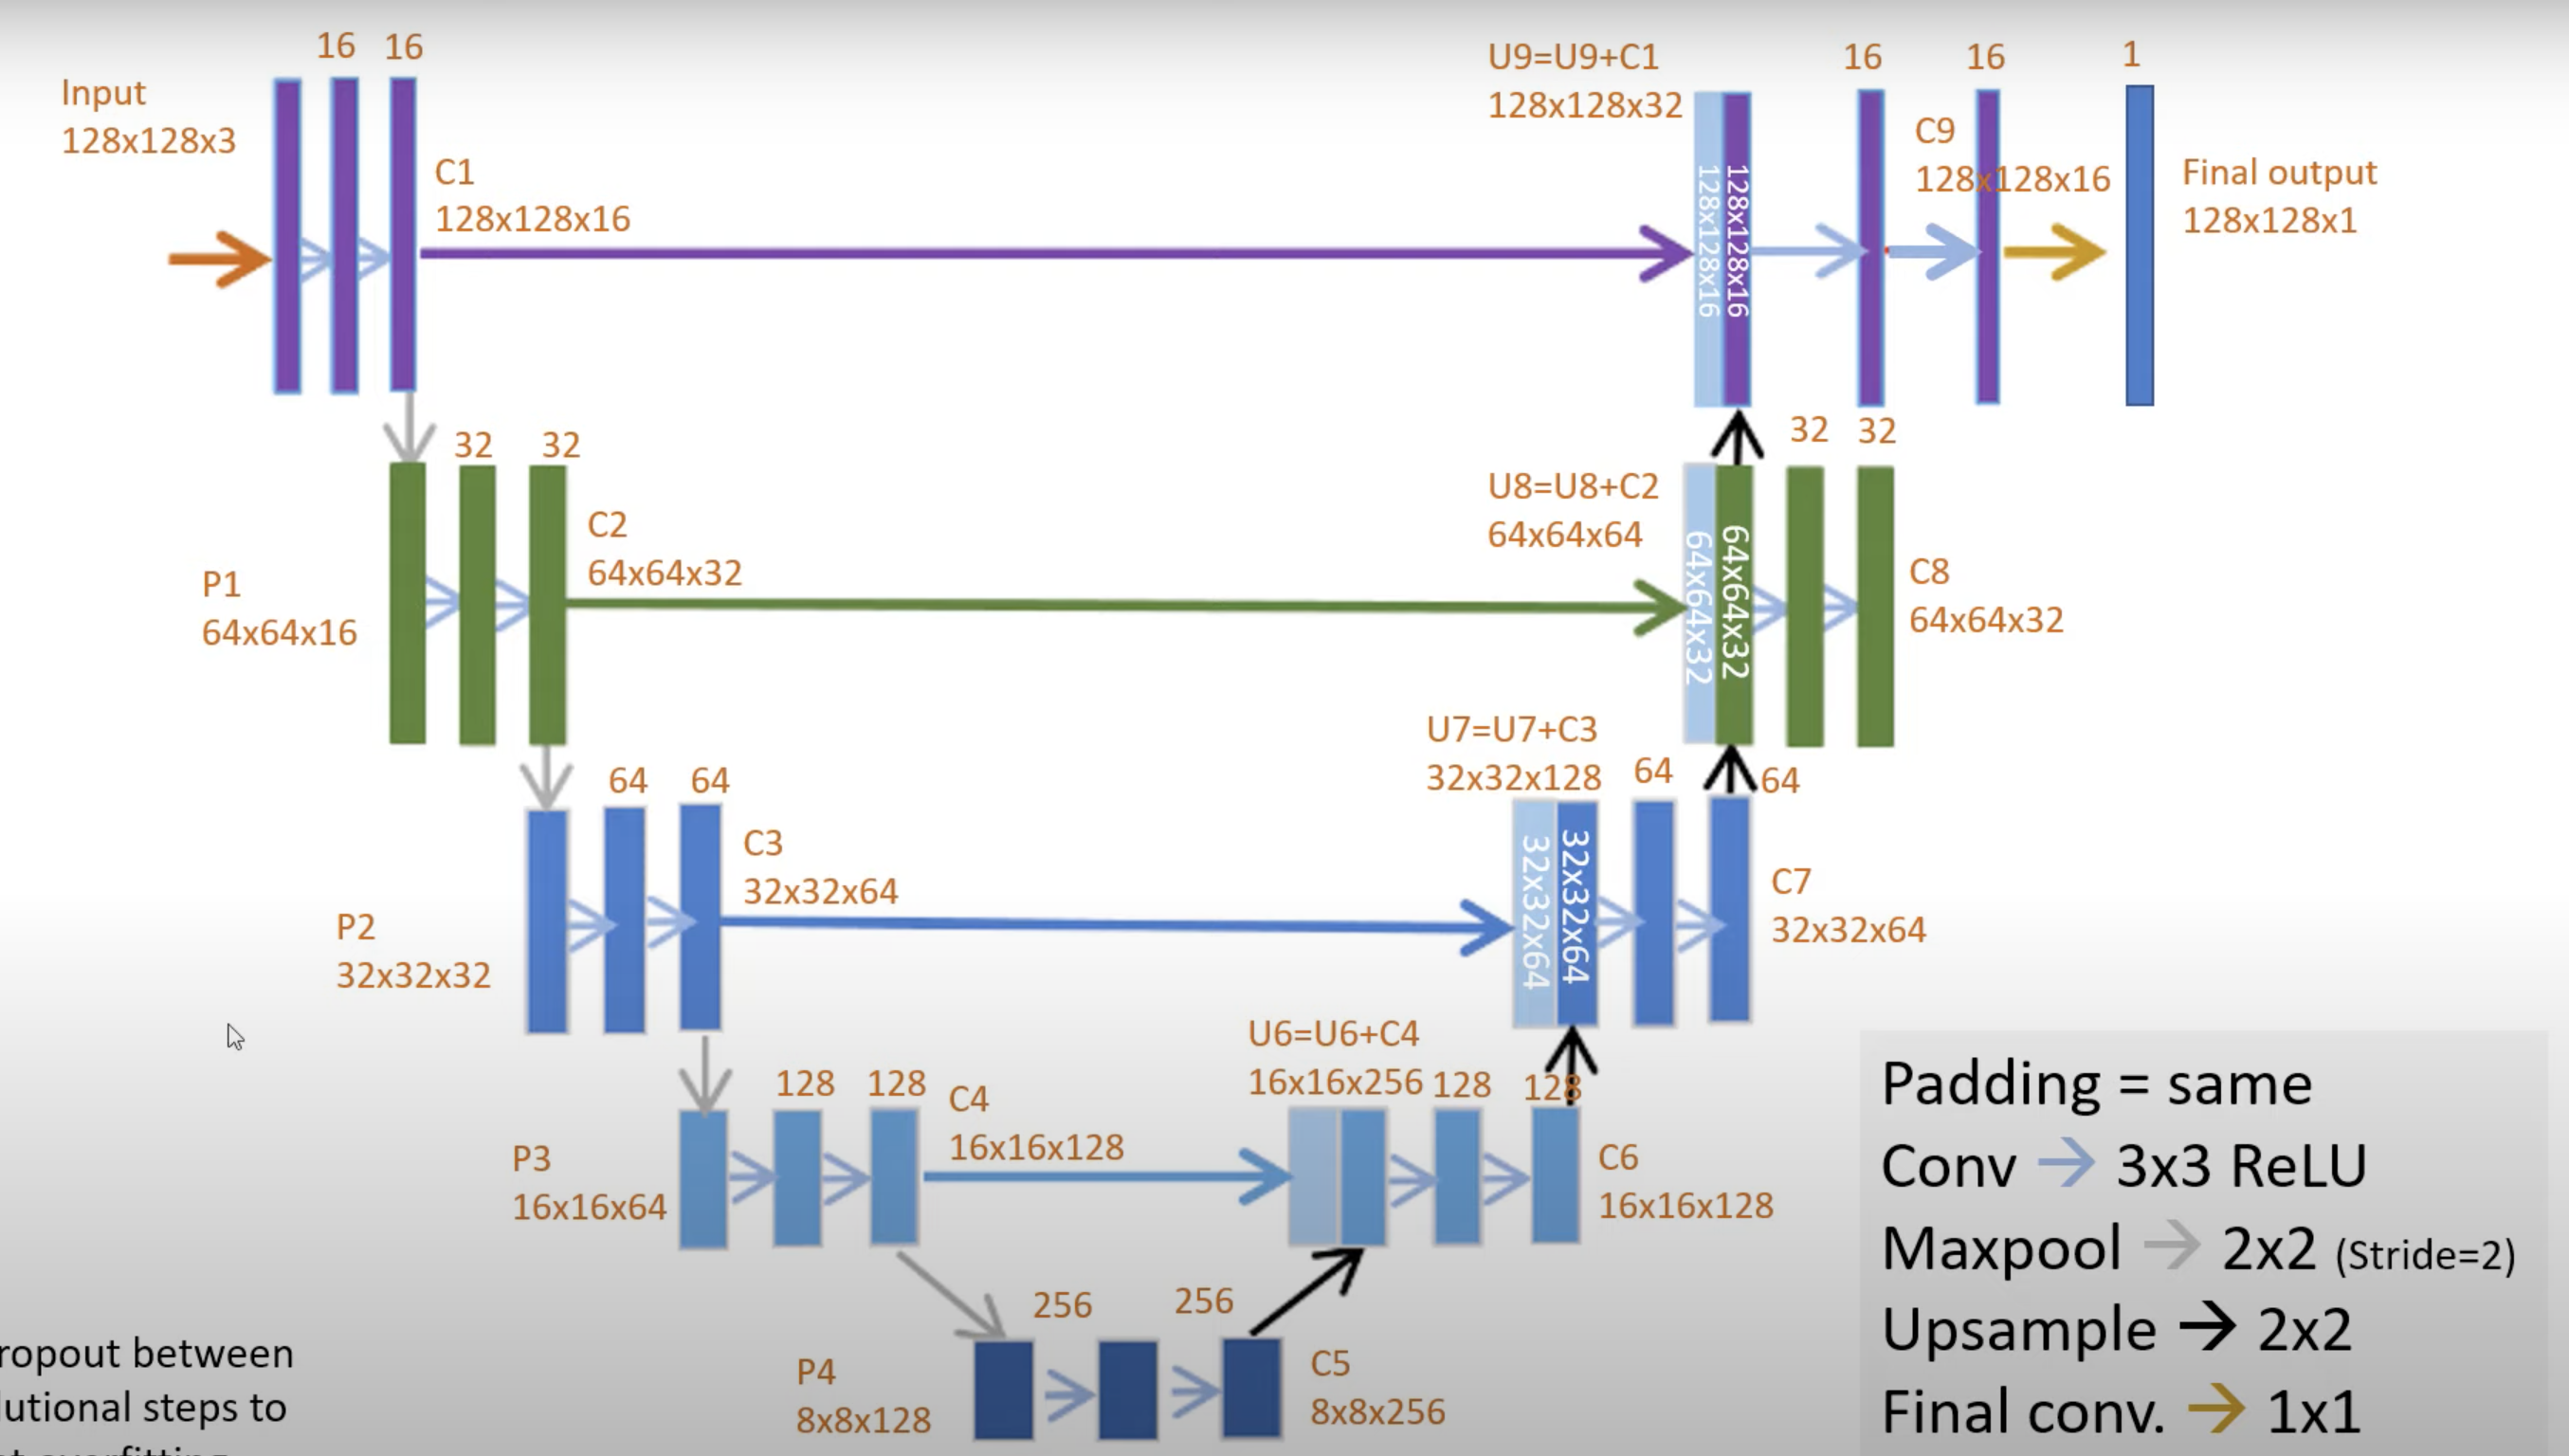 16 16
Input
128x128x3
C1
128x128x16
U9=U9+C1
128x128x32
128x128x16
128x128x16
16
16
1
C9
128x128x16
Final output
128x128x1
32 32
P1
64x64x16
C2
64x64x32
U8=U8+C2
64x64x64
64x64x32
64x64x32
32 32
C8
64x64x32
64 64
P2
32x32x32
C3
32x32x64
U7=U7+C3
32x32x128
32x32x64
32x32x64
64
64
C7
32x32x64
128 128
P3
16x16x64
C4
16x16x128
U6=U6+C4
16x16x256
128
128
C6
16x16x128
256
256
P4
8x8x128
C5
8x8x256
ropout between
lutional steps to
overfitting
Padding = same
Conv → 3x3 ReLU
Maxpool → 2x2 (Stride=2)
Upsample → 2x2
Final conv. → 1x1